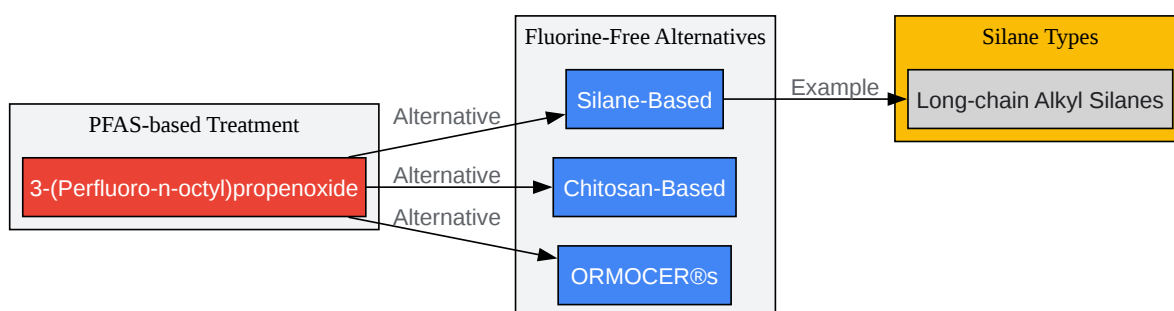 PFAS-based Treatment
3-(Perfluoro-n-octyl)propenoxide
Alternative
Alternative
Alternative
Fluorine-Free Alternatives
Silane-Based
Chitosan-Based
ORMOCER®s
Example
Silane Types
Long-chain Alkyl Silanes